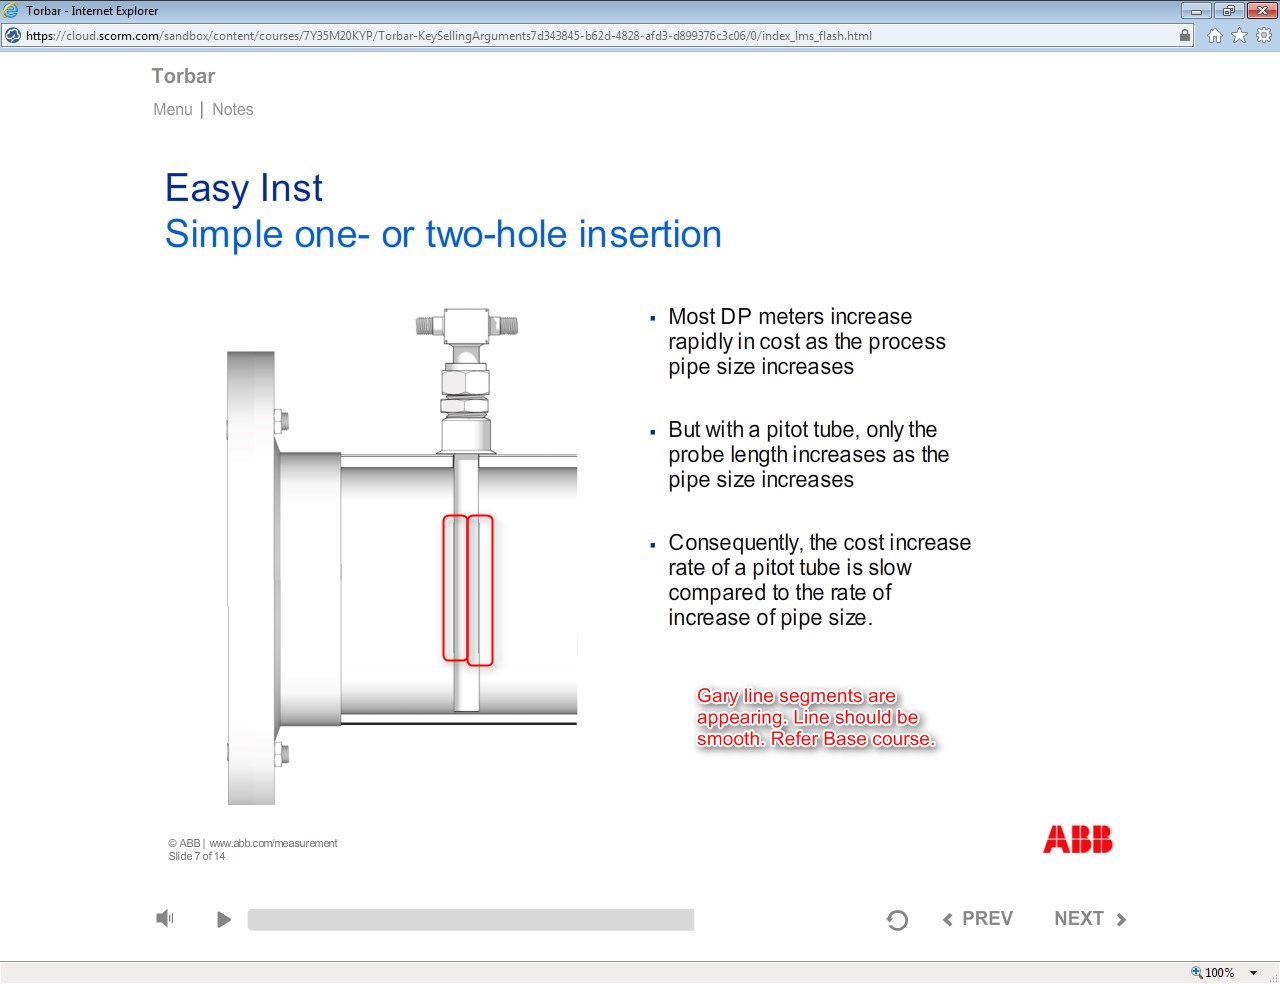 Torbar - Internet Explorer
https://cloud.scorm.com/sandbox/content/courses/7Y35M20KYP/Torbar-KeySellingArguments7d343845-b62d-4828-afd3-d899376c3c06/0/index_lms_flash.html
Torbar
Menu | Notes
Easy Inst
Simple one- or two-hole insertion
▪ Most DP meters increase
rapidly in cost as the process
pipe size increases
▪ But with a pitot tube, only the
probe length increases as the
pipe size increases
▪ Consequently, the cost increase
rate of a pitot tube is slow
compared to the rate of
increase of pipe size.
Gary line segments are
appearing. Line should be
smooth. Refer Base course.
© ABB | www.abb.com/measurement
Slide 7 of 14
ABB
PREV
NEXT
100%